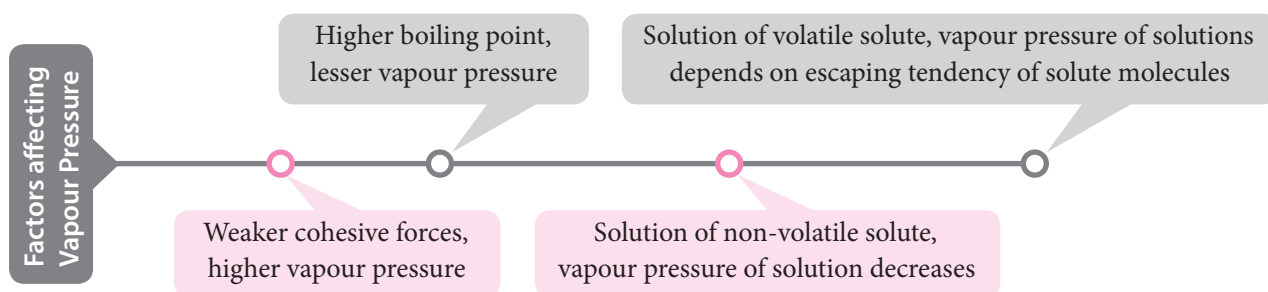 Factors affecting
Vapour Pressure
Higher boiling point,
lesser vapour pressure
Solution of volatile solute, vapour pressure of solutions
depends on escaping tendency of solute molecules
Weaker cohesive forces,
higher vapour pressure
Solution of non-volatile solute,
vapour pressure of solution decreases